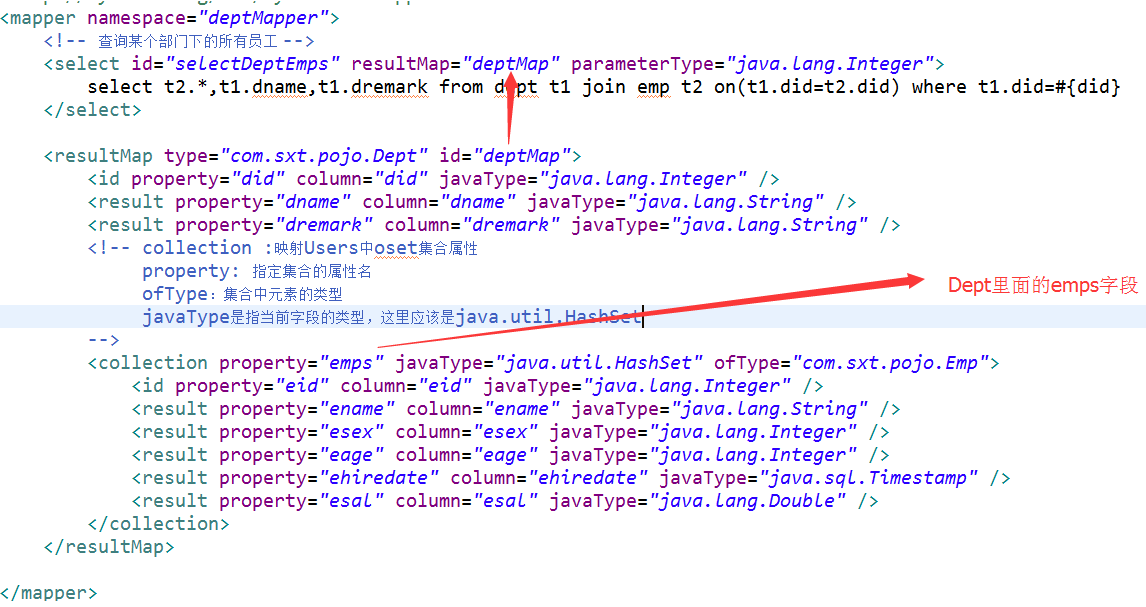 <mapper namespace="deptMapper">
<!-- 查询某个部门下的所有员工 -->
<select id="selectDeptEmps" resultMap="deptMap" parameterType="java.lang.Integer">
select t2.*,t1.dname,t1.dremark from dept t1 join emp t2 on(t1.did=t2.did) where t1.did=#{did}
</select>
<resultMap type="com.sxt.pojo.Dept" id="deptMap">
<id property="did" column="did" javaType="java.lang.Integer" />
<result property="dname" column="dname" javaType="java.lang.String" />
<result property="dremark" column="dremark" javaType="java.lang.String" />
<!-- collection :映射Users中oset集合属性
property: 指定集合的属性名
ofType：集合中元素的类型
javaType是指当前字段的类型，这里应该是java.util.HashSet
-->
Dept里面的emps字段
<collection property="emps" javaType="java.util.HashSet" ofType="com.sxt.pojo.Emp">
<id property="eid" column="eid" javaType="java.lang.Integer" />
<result property="ename" column="ename" javaType="java.lang.String" />
<result property="esex" column="esex" javaType="java.lang.Integer" />
<result property="eage" column="eage" javaType="java.lang.Integer" />
<result property="ehiredate" column="ehiredate" javaType="java.sql.Timestamp" />
<result property="esal" column="esal" javaType="java.lang.Double" />
</collection>
</resultMap>
</mapper>